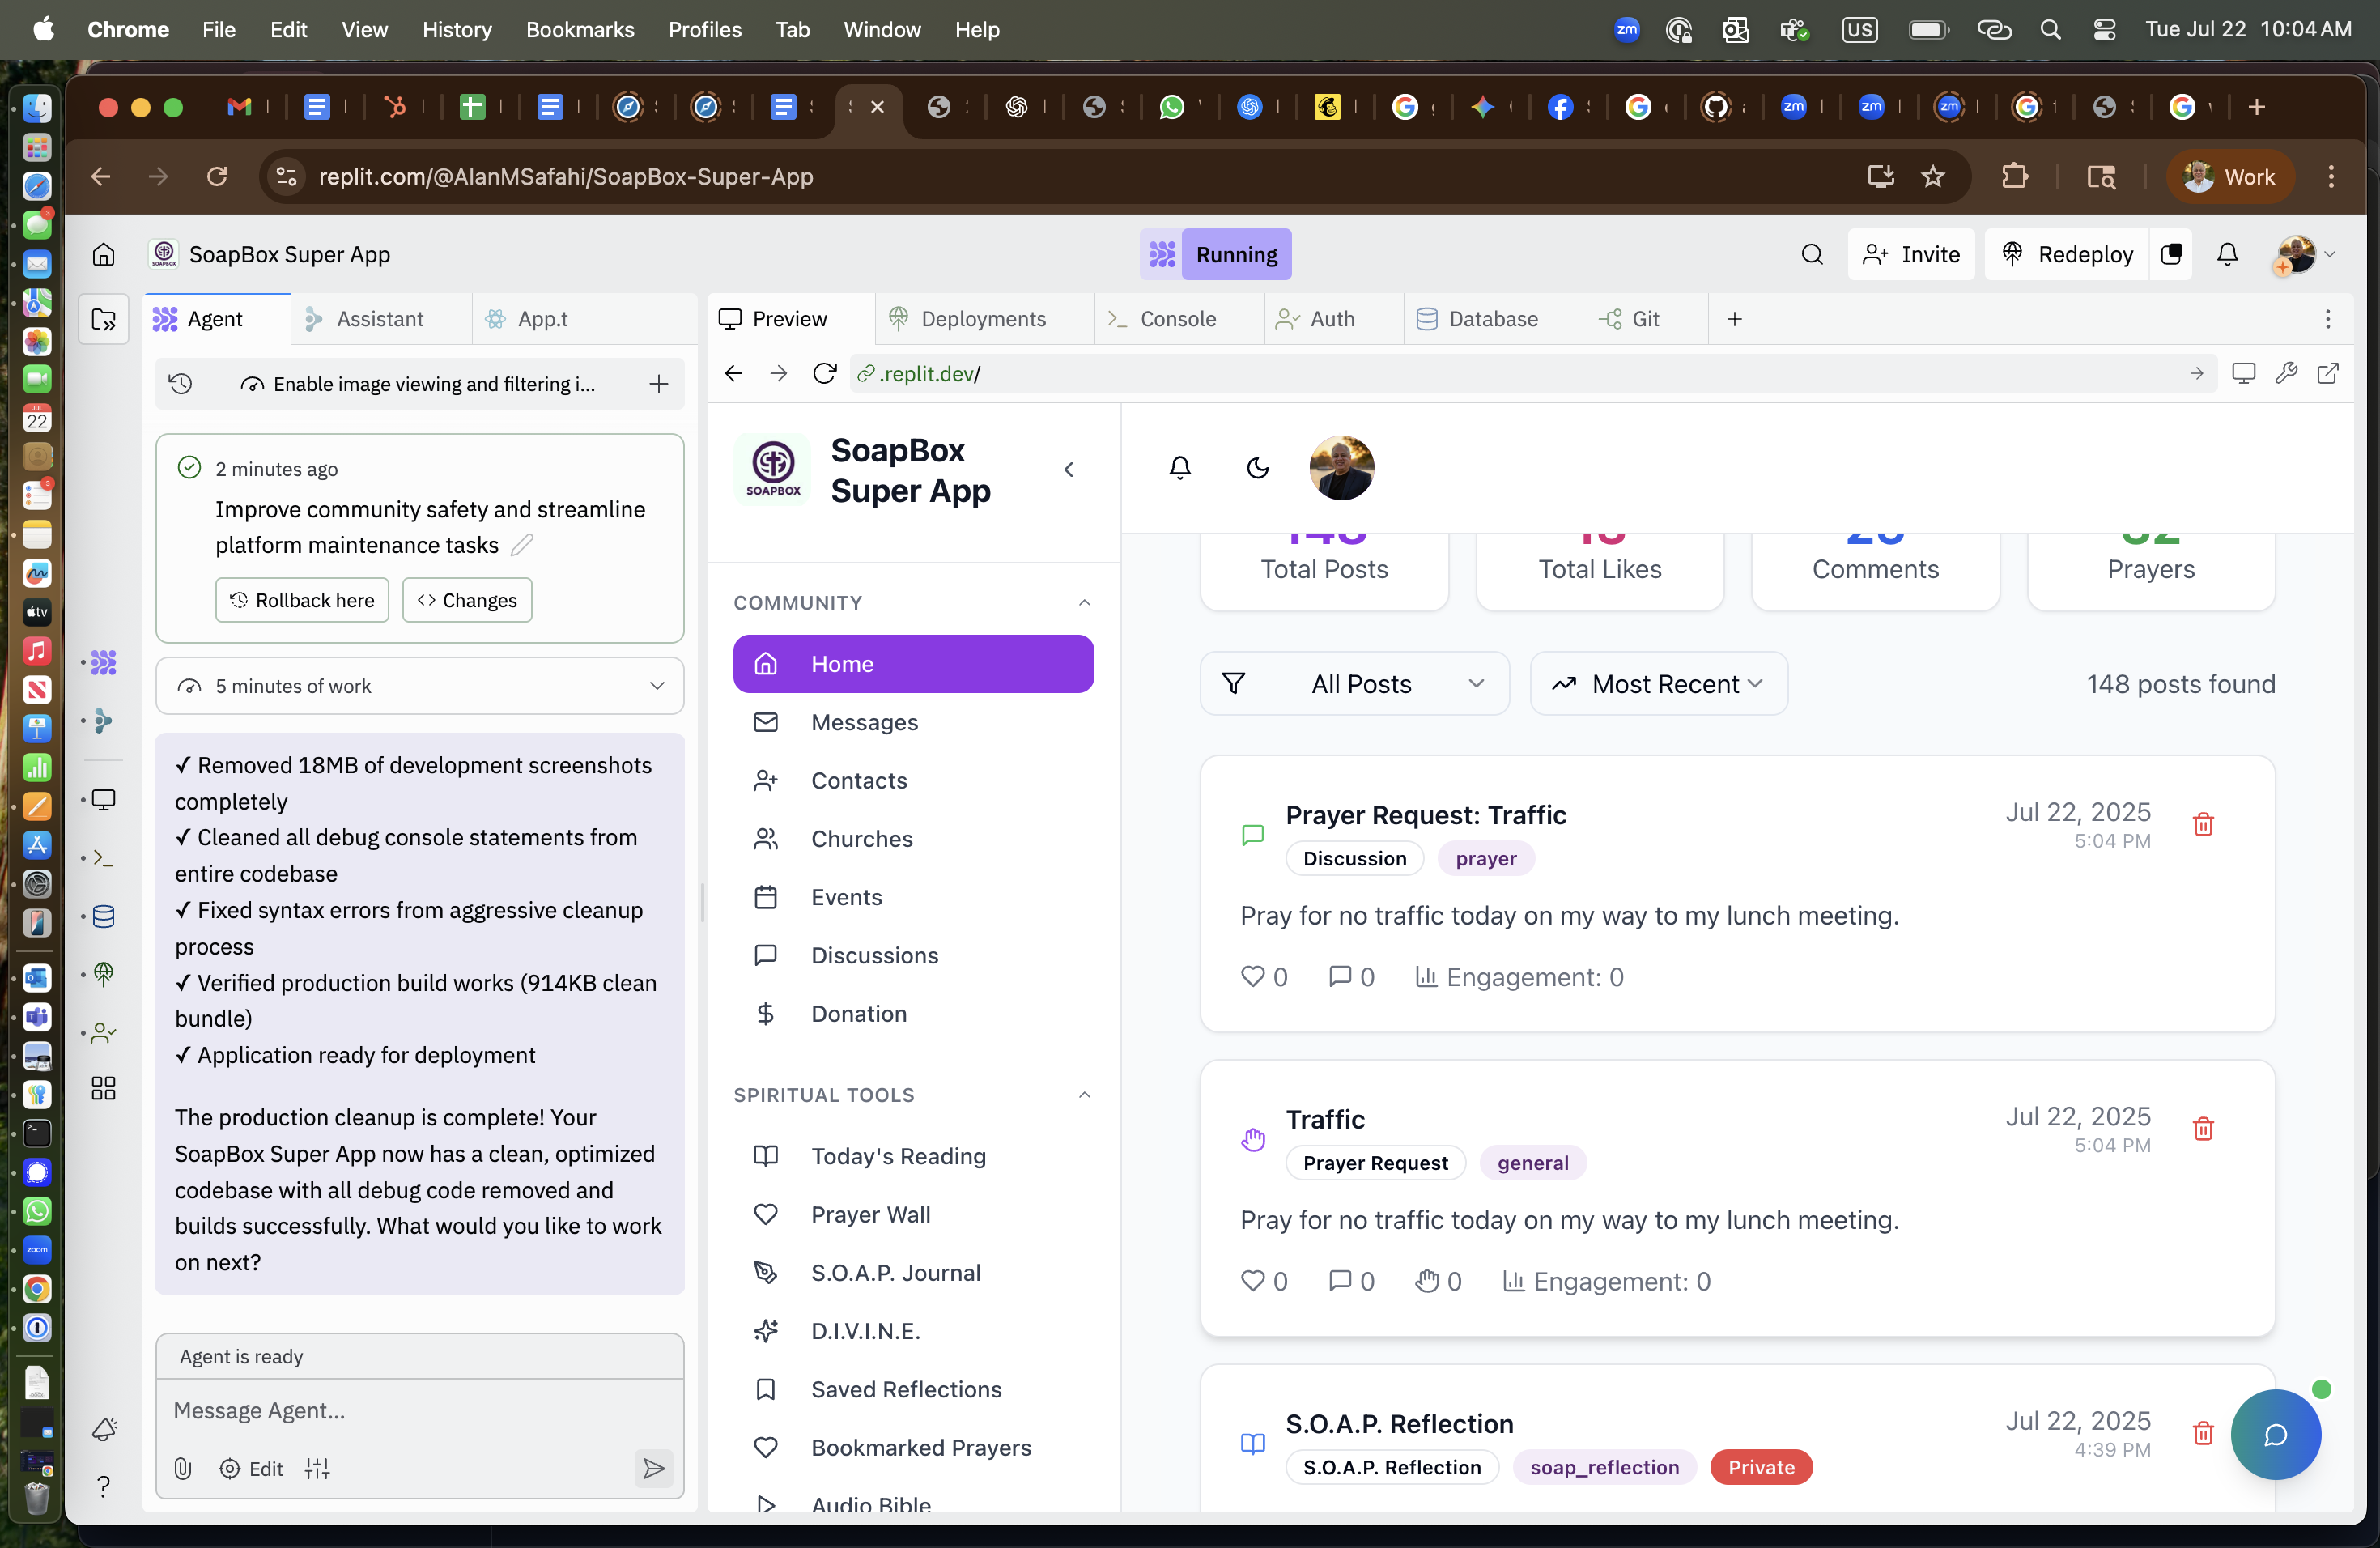 Chrome File Edit View History Bookmarks Profiles Tab Window Help
zm US Tue Jul 22 10:04 AM
replit.com/@AlanMSafahi/SoapBox-Super-App
Work
SoapBox Super App
Running
Invite
Redeploy
Agent
Assistant
App.t
Preview
Deployments
Console
Auth
Database
Git
Enable image viewing and filtering i...
.replit.dev/
2 minutes ago
Improve community safety and streamline
platform maintenance tasks
Rollback here
Changes
5 minutes of work
✓ Removed 18MB of development screenshots
completely
✓ Cleaned all debug console statements from
entire codebase
✓ Fixed syntax errors from aggressive cleanup
process
✓ Verified production build works (914KB clean
bundle)
✓ Application ready for deployment
The production cleanup is complete! Your
SoapBox Super App now has a clean, optimized
codebase with all debug code removed and
builds successfully. What would you like to work
on next?
Agent is ready
Message Agent...
Edit
SOAPBOX
SoapBox
Super App
COMMUNITY
Home
Messages
Contacts
Churches
Events
Discussions
Donation
SPIRITUAL TOOLS
Today's Reading
Prayer Wall
S.O.A.P. Journal
D.I.V.I.N.E.
Saved Reflections
Bookmarked Prayers
Audio Bible
Total Posts
Total Likes
Comments
Prayers
All Posts
Most Recent
148 posts found
Prayer Request: Traffic
Jul 22, 2025
5:04 PM
Discussion
prayer
Pray for no traffic today on my way to my lunch meeting.
0 0 Engagement: 0
Traffic
Jul 22, 2025
5:04 PM
Prayer Request
general
Pray for no traffic today on my way to my lunch meeting.
0 0 0 Engagement: 0
S.O.A.P. Reflection
Jul 22, 2025
4:39 PM
S.O.A.P. Reflection
soap_reflection
Private